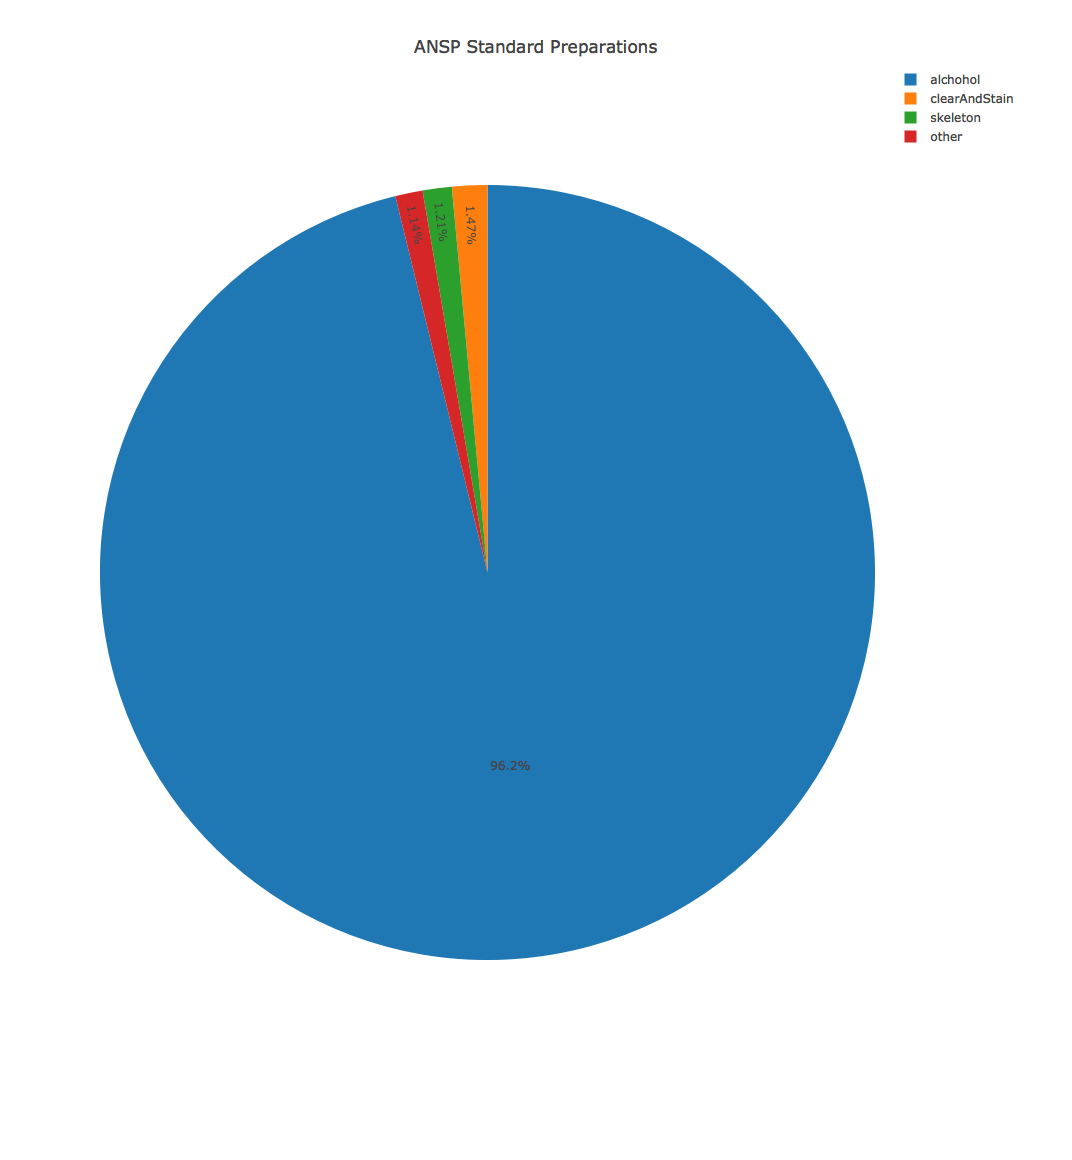 ANSP Standard Preparations
alchohol
clearAndStain
skeleton
other
1.14%
1.21%
1.47%
96.2%